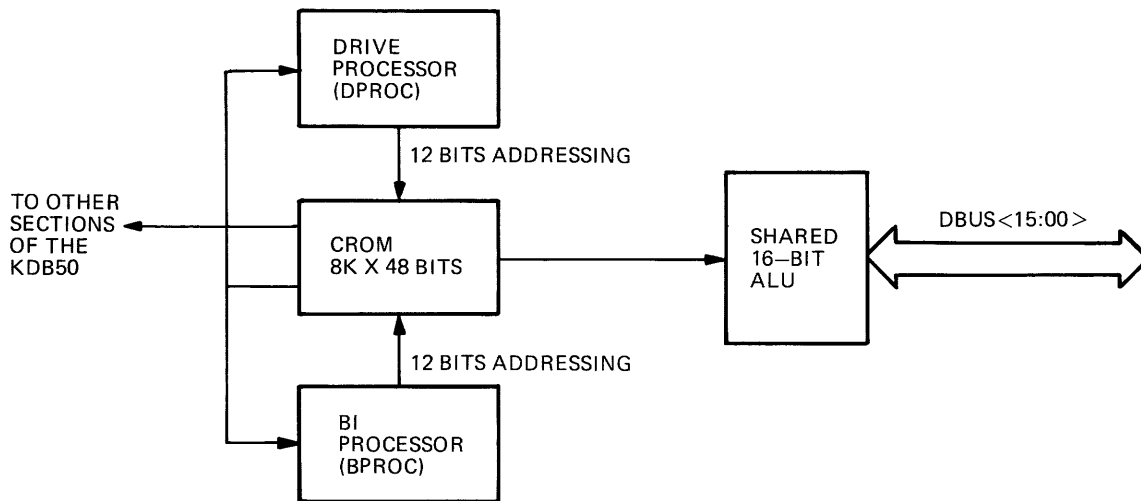 DRIVE
PROCESSOR
(DPROC)
12 BITS ADDRESSING
TO OTHER
SECTIONS
OF THE
KDB50
CROM
8K X 48 BITS
SHARED
16–BIT
ALU
DBUS<15:00>
12 BITS ADDRESSING
BI
PROCESSOR
(BPROC)